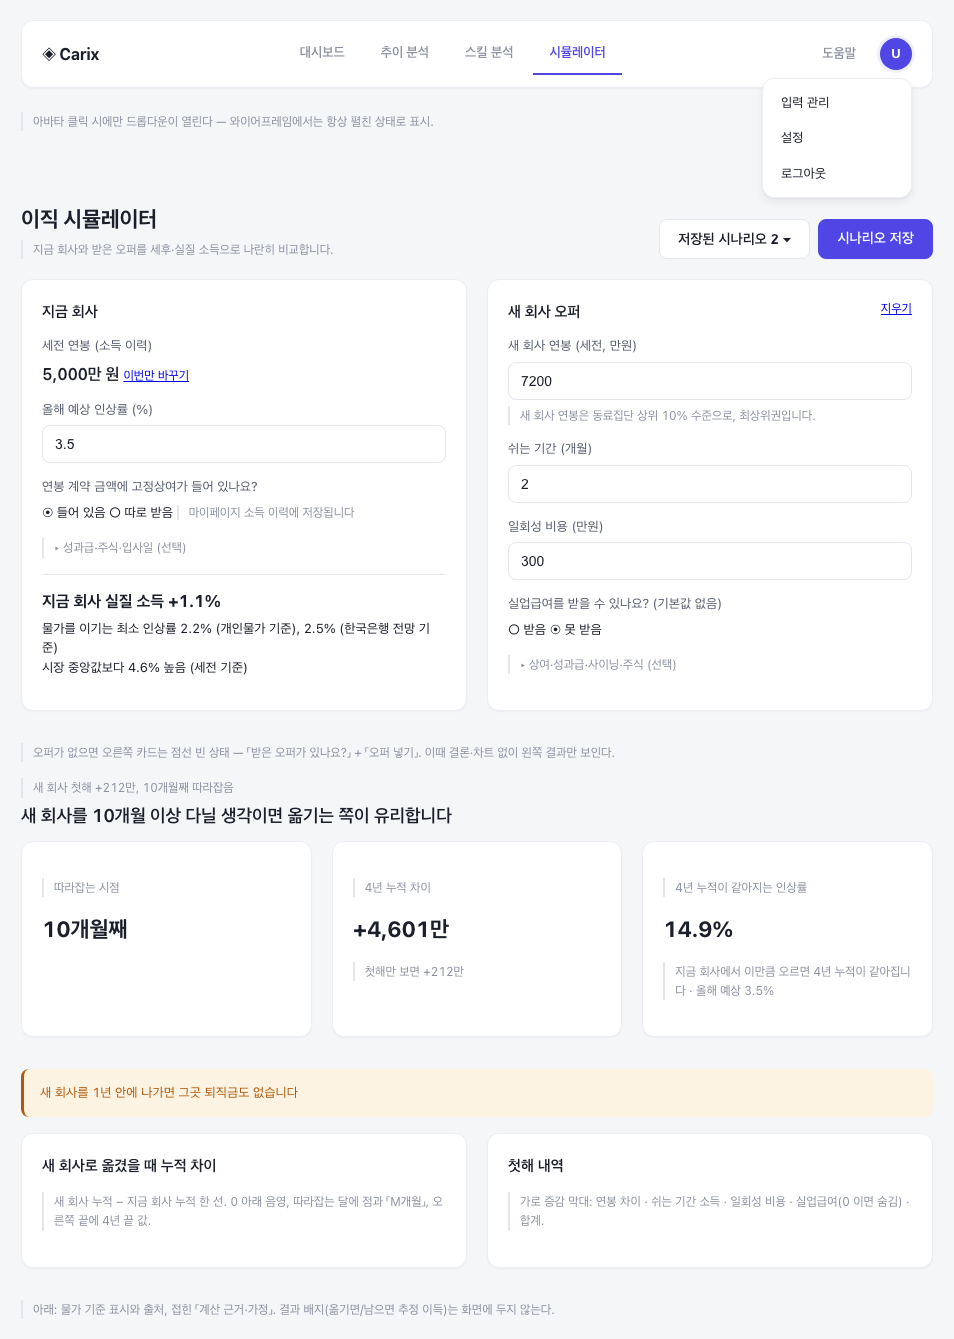 ◈ Carix
대시보드
추이 분석
스킬 분석
시뮬레이터
도움말
U
입력 관리
설정
로그아웃
아바타 클릭 시에만 드롭다운이 열린다 — 와이어프레임에서는 항상 펼친 상태로 표시.
이직 시뮬레이터
지금 회사와 받은 오퍼를 세후·실질 소득으로 나란히 비교합니다.
저장된 시나리오 2 ▾
시나리오 저장
지금 회사
세전 연봉 (소득 이력)
5,000만 원 이번만 바꾸기
올해 예상 인상률 (%)
3.5
연봉 계약 금액에 고정상여가 들어 있나요?
들어 있음 따로 받음 마이페이지 소득 이력에 저장됩니다
▸ 성과급·주식·입사일 (선택)
지금 회사 실질 소득 +1.1%
물가를 이기는 최소 인상률 2.2% (개인물가 기준), 2.5% (한국은행 전망 기
준)
시장 중앙값보다 4.6% 높음 (세전 기준)
새 회사 오퍼
지우기
새 회사 연봉 (세전, 만원)
7200
새 회사 연봉은 동료집단 상위 10% 수준으로, 최상위권입니다.
쉬는 기간 (개월)
2
일회성 비용 (만원)
300
실업급여를 받을 수 있나요? (기본값 없음)
받음 못 받음
▸ 상여·성과급·사이닝·주식 (선택)
오퍼가 없으면 오른쪽 카드는 점선 빈 상태 — 「받은 오퍼가 있나요?」 + 「오퍼 넣기」. 이때 결론·차트 없이 왼쪽 결과만 보인다.
새 회사 첫해 +212만, 10개월째 따라잡음
새 회사를 10개월 이상 다닐 생각이면 옮기는 쪽이 유리합니다
따라잡는 시점
10개월째
4년 누적 차이
+4,601만
첫해만 보면 +212만
4년 누적이 같아지는 인상률
14.9%
지금 회사에서 이만큼 오르면 4년 누적이 같아집니
다 · 올해 예상 3.5%
새 회사를 1년 안에 나가면 그곳 퇴직금도 없습니다
새 회사로 옮겼을 때 누적 차이
새 회사 누적 − 지금 회사 누적 한 선. 0 아래 음영, 따라잡는 달에 점과 「M개월」, 오
른쪽 끝에 4년 끝 값.
첫해 내역
가로 증감 막대: 연봉 차이 · 쉬는 기간 소득 · 일회성 비용 · 실업급여(0 이면 숨김) ·
합계.
아래: 물가 기준 표시와 출처, 접힌 「계산 근거·가정」. 결과 배지(옮기면/남으면 추정 이득)는 화면에 두지 않는다.